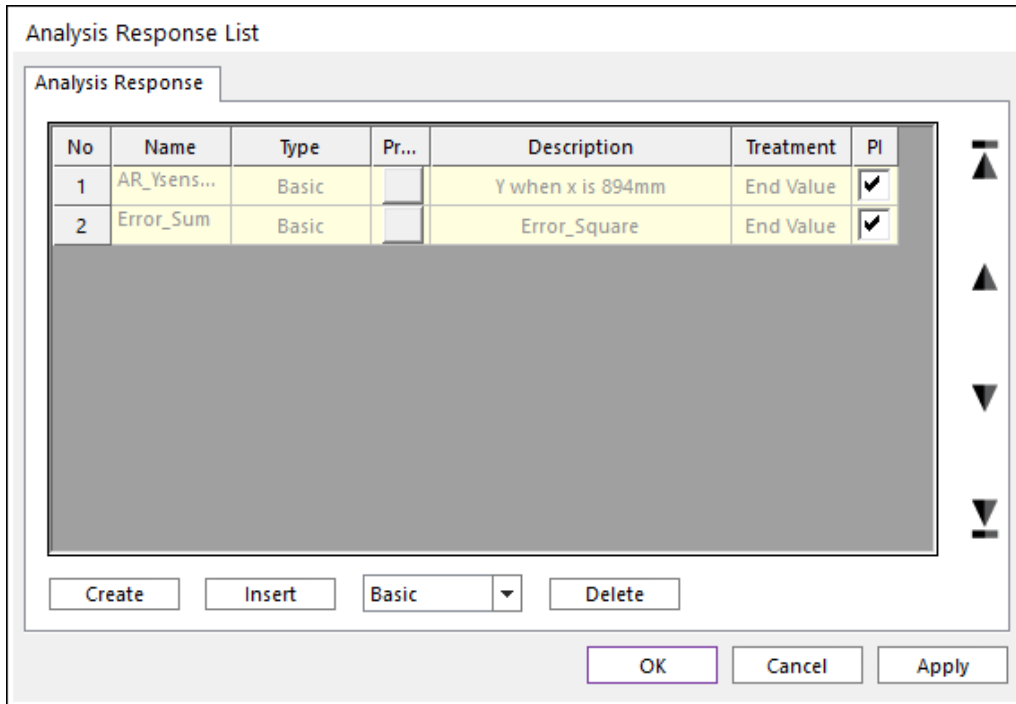 Analysis Response List
Analysis Response
No Name Type Pr... Description Treatment PI
1 AR_Ysens... Basic Y when x is 894mm End Value
2 Error_Sum Basic Error_Square End Value
Create Insert Basic Delete
OK Cancel Apply